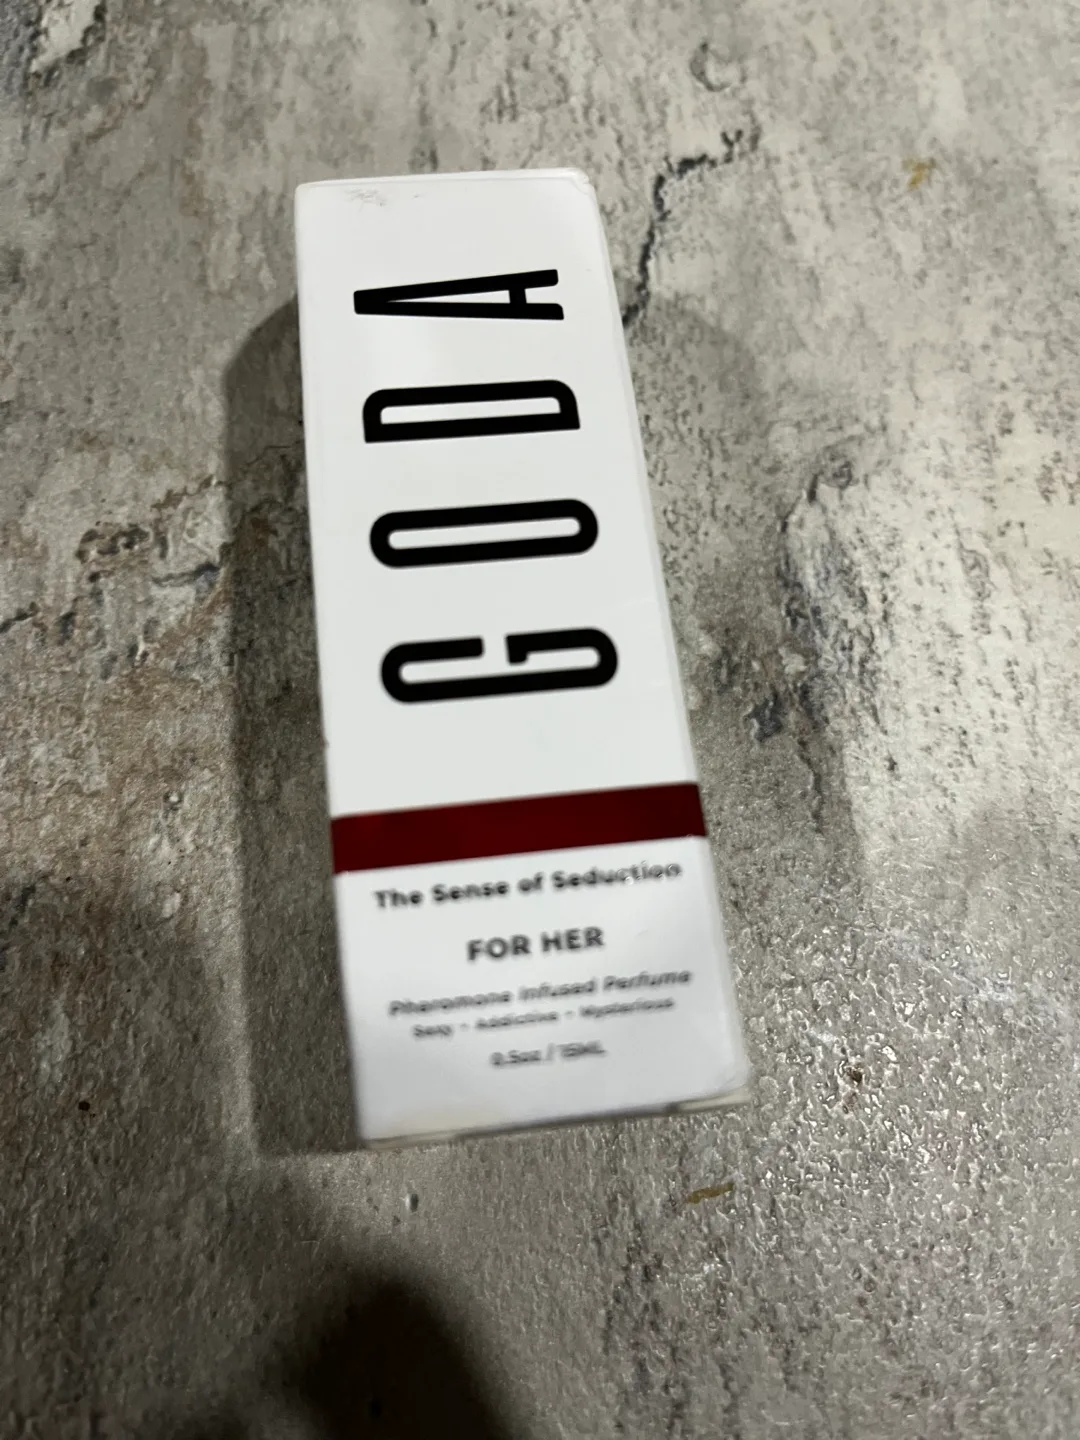 GODA
The Sense of Seduction
FOR HER
Pheromone Infused Perfume
Sexy - Addictive - Mysterious
0.5oz / 15ML